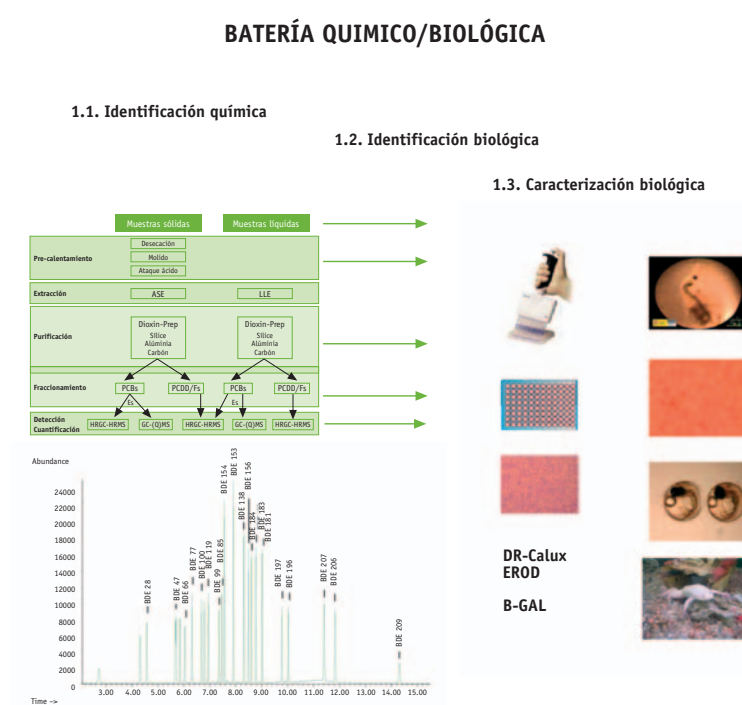 BATERÍA QUIMICO/BIOLÓGICA
1.1. Identificación química
1.2. Identificación biológica
1.3. Caracterización biológica
Muestras sólidas
Muestras líquidas
Pre-calentamiento
Desecación
Molido
Ataque ácido
Extracción
ASE
LLE
Purificación
Dioxin-Prep
Sílice
Alúminia
Carbón
Dioxin-Prep
Sílice
Alúminia
Carbón
Fraccionamiento
PCBs
PCDD/Fs
PCBs
PCDD/Fs
Es
Es
Detección
Cuantificación
HRGC-HRMS
GC-(Q)MS
HRGC-HRMS
GC-(Q)MS
HRGC-HRMS
Abundance
24000
22000
20000
18000
16000
14000
12000
10000
8000
6000
4000
2000
0
BDE 28
BDE 47
BDE 66
BDE 77
BDE 100
BDE 119
BDE 99
BDE 85
BDE 154
BDE 153
BDE 138
BDE 156
BDE 184
BDE 183
BDE 181
BDE 197
BDE 196
BDE 207
BDE 206
BDE 209
3.00 4.00 5.00 6.00 7.00 8.00 9.00 10.00 11.00 12.00 13.00 14.00 15.00
Time ->
DR-Calux
EROD
B-GAL